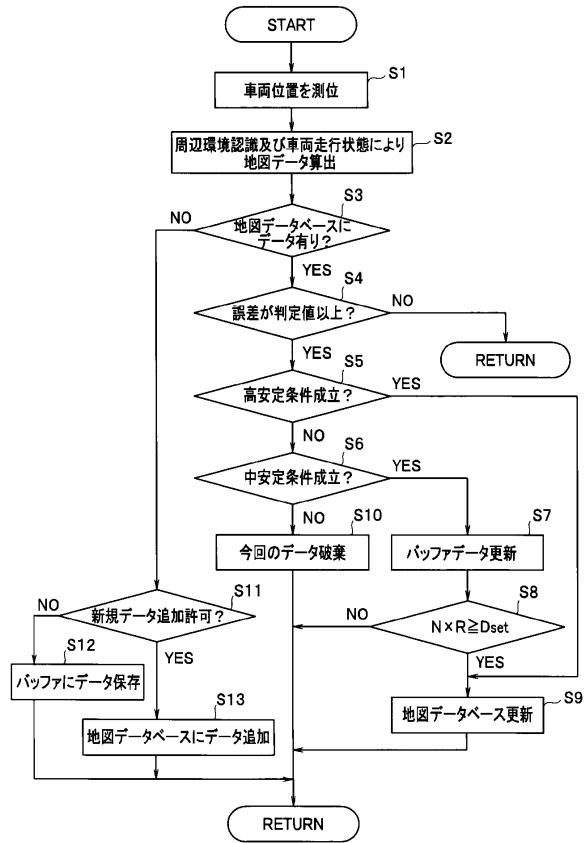 START
S1
車両位置を測位
S2
周辺環境認識及び車両走行状態により
地図データ算出
S3
NO
地図データベースに
データ有り?
YES
S4
誤差が判定値以上?
NO
RETURN
YES
S5
高安定条件成立?
YES
NO
S6
中安定条件成立?
YES
NO
S10
今回のデータ破棄
S7
バッファデータ更新
S8
NO
N×R≧Dset
YES
S9
地図データベース更新
S11
NO
新規データ追加許可?
YES
S12
バッファにデータ保存
S13
地図データベースにデータ追加
RETURN